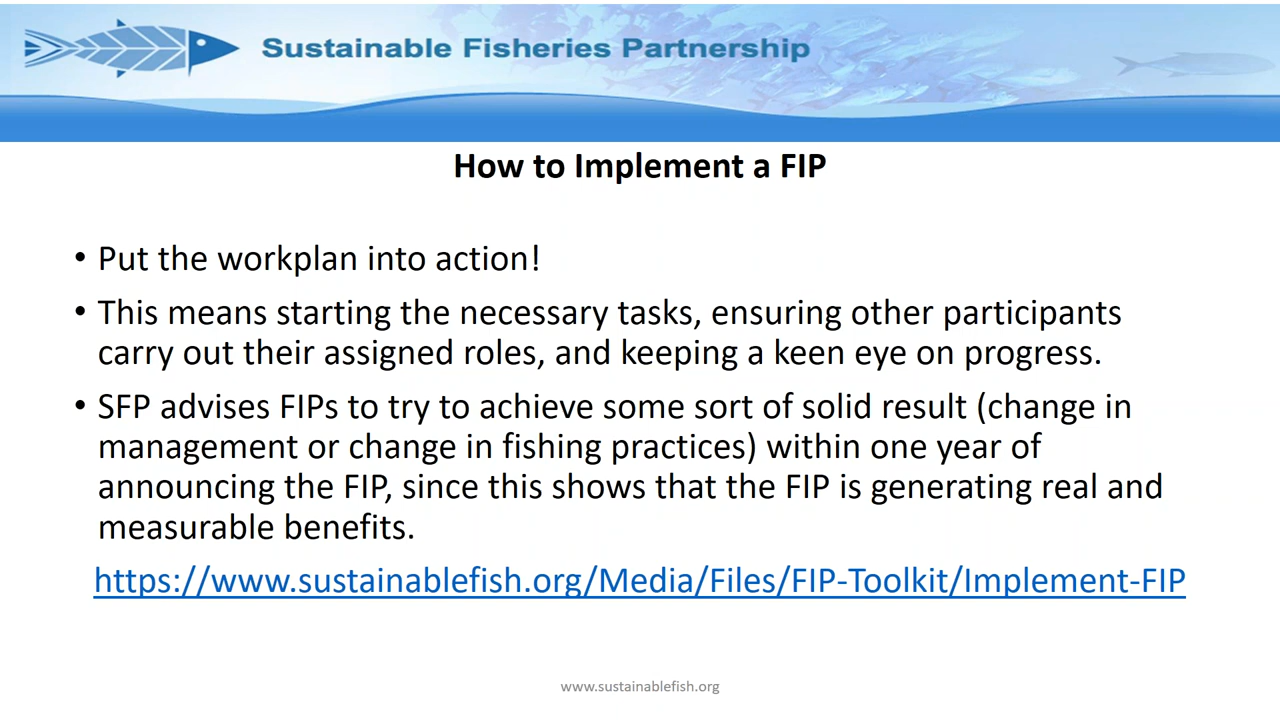 Sustainable Fisheries Partnership
How to Implement a FIP
• Put the workplan into action!
• This means starting the necessary tasks, ensuring other participants
carry out their assigned roles, and keeping a keen eye on progress.
• SFP advises FIPs to try to achieve some sort of solid result (change in
management or change in fishing practices) within one year of
announcing the FIP, since this shows that the FIP is generating real and
measurable benefits.
https://www.sustainablefish.org/Media/Files/FIP-Toolkit/Implement-FIP
www.sustainablefish.org